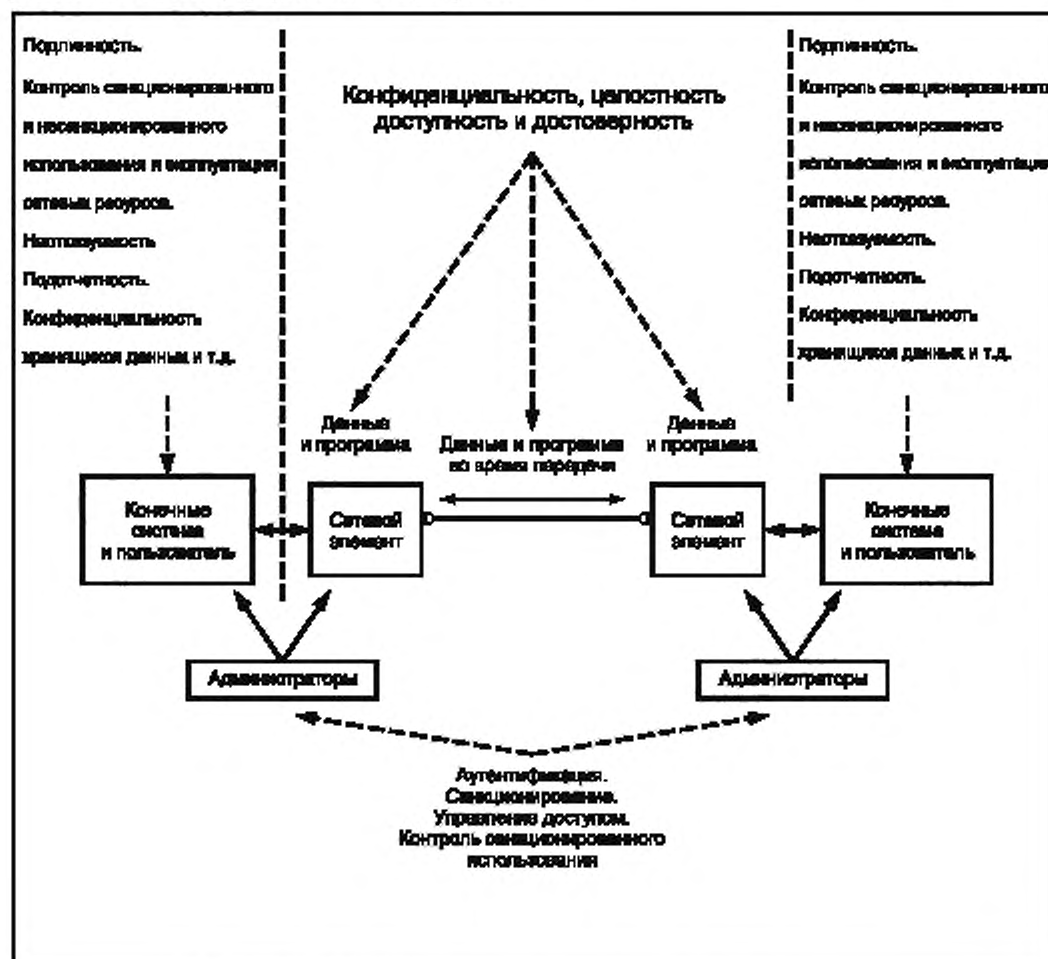 Подлинность.
Контроль санкционированного
и несанкционированного
использования и эксплуатация
сетевых ресурсов.
Неотказуемость
Подотчетность.
Конфиденциальность
хранящихся данных и т.д.
Конфиденциальность, целостность
доступность и достоверность
Подлинность.
Контроль санкционированного
и несанкционированного
использования и эксплуатация
сетевых ресурсов.
Неотказуемость.
Подотчетность.
Конфиденциальность
хранящихся данных и т.д.
Данные
и программа
Данные и программа
во время передачи
Данные
и программа
Конечные
система
и пользователь
Сетевой
элемент
Сетевой
элемент
Конечные
система
и пользователь
Администраторы
Администраторы
Аутентификация.
Санкционирование.
Управление доступом.
Контроль санкционированного
использования